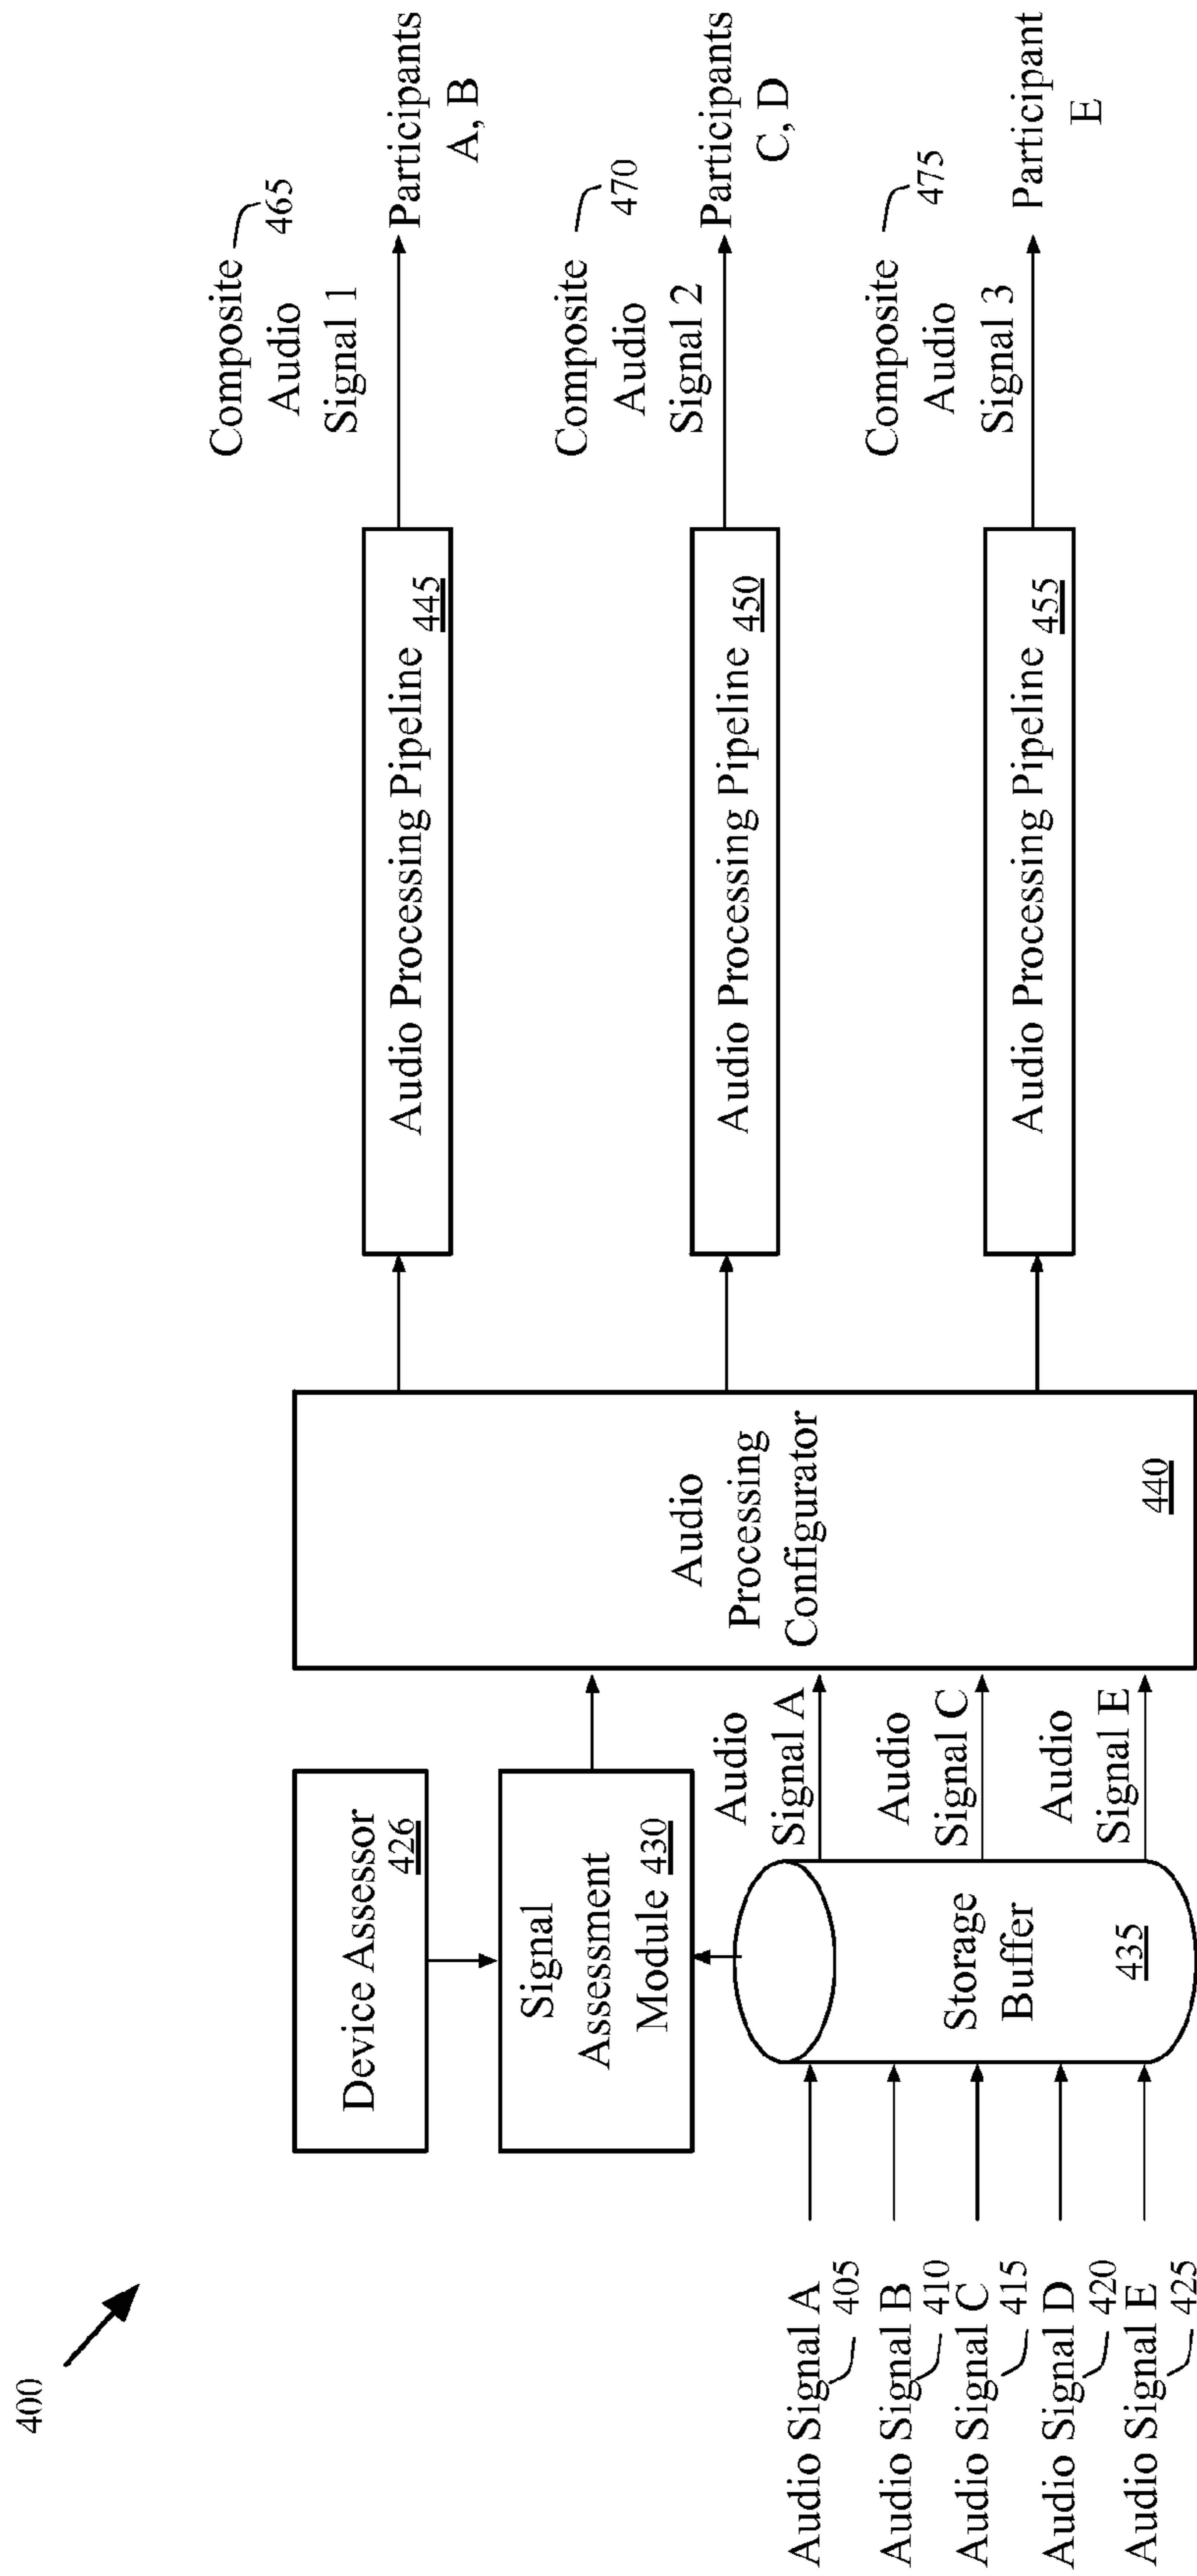 400
Audio Signal A
405
Audio Signal B
410
Audio Signal C
415
Audio Signal D
420
Audio Signal E
425
Device Assessor
426
Signal
Assessment
Module 430
Storage
Buffer
435
Audio
Signal A
Audio
Signal C
Audio
Signal E
Audio
Processing
Configurator
440
Audio Processing Pipeline 445
Audio Processing Pipeline 450
Audio Processing Pipeline 455
Composite
Audio
Signal 1
465
Participants
A, B
Composite
Audio
Signal 2
470
Participants
C, D
Composite
Audio
Signal 3
475
Participant
E